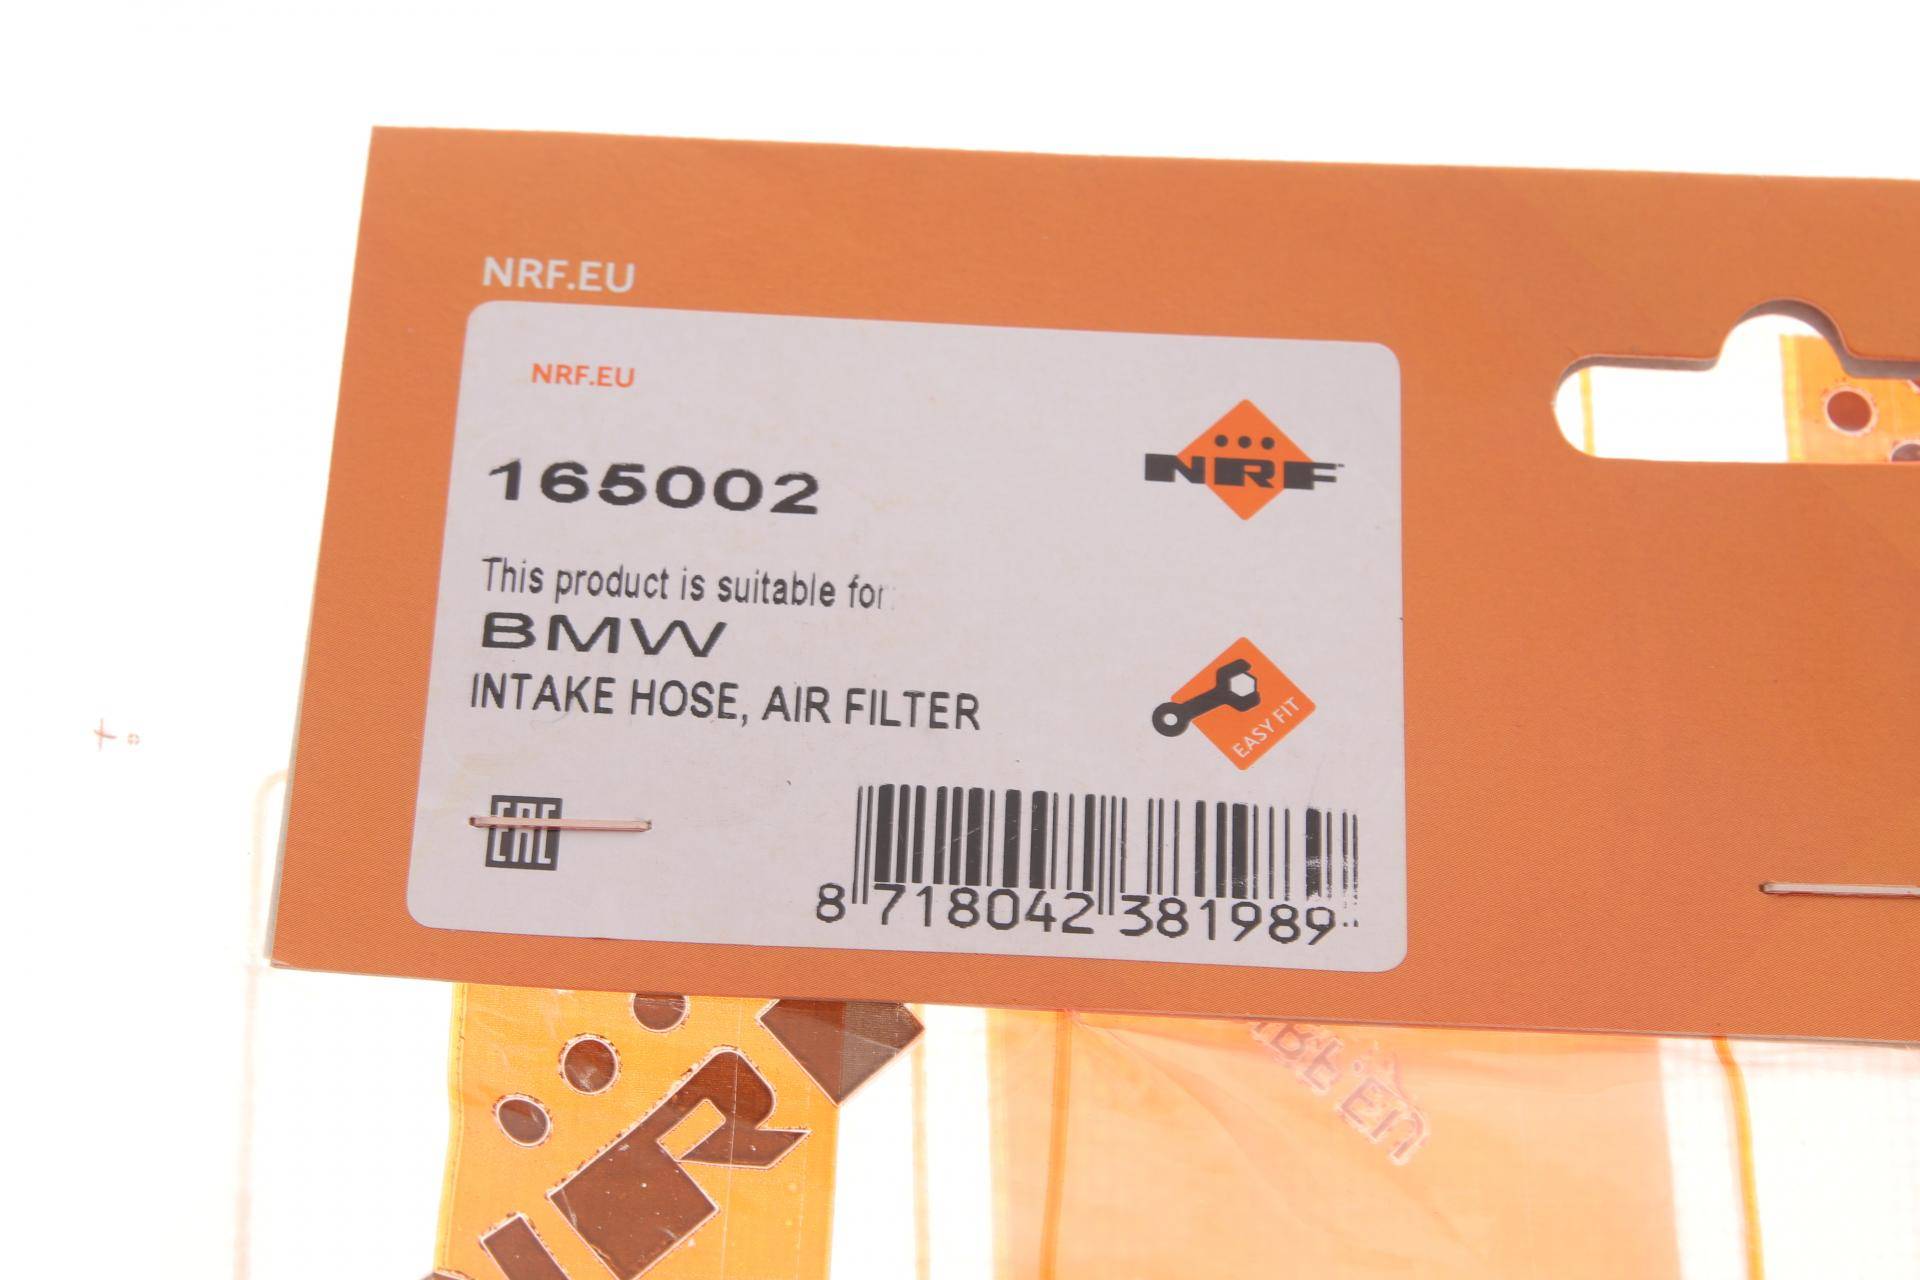 NRF.EU
NRF.EU
NRF
165002
This product is suitable for:
BMW
INTAKE HOSE, AIR FILTER
EASY FIT
EAC
8 718042 381989